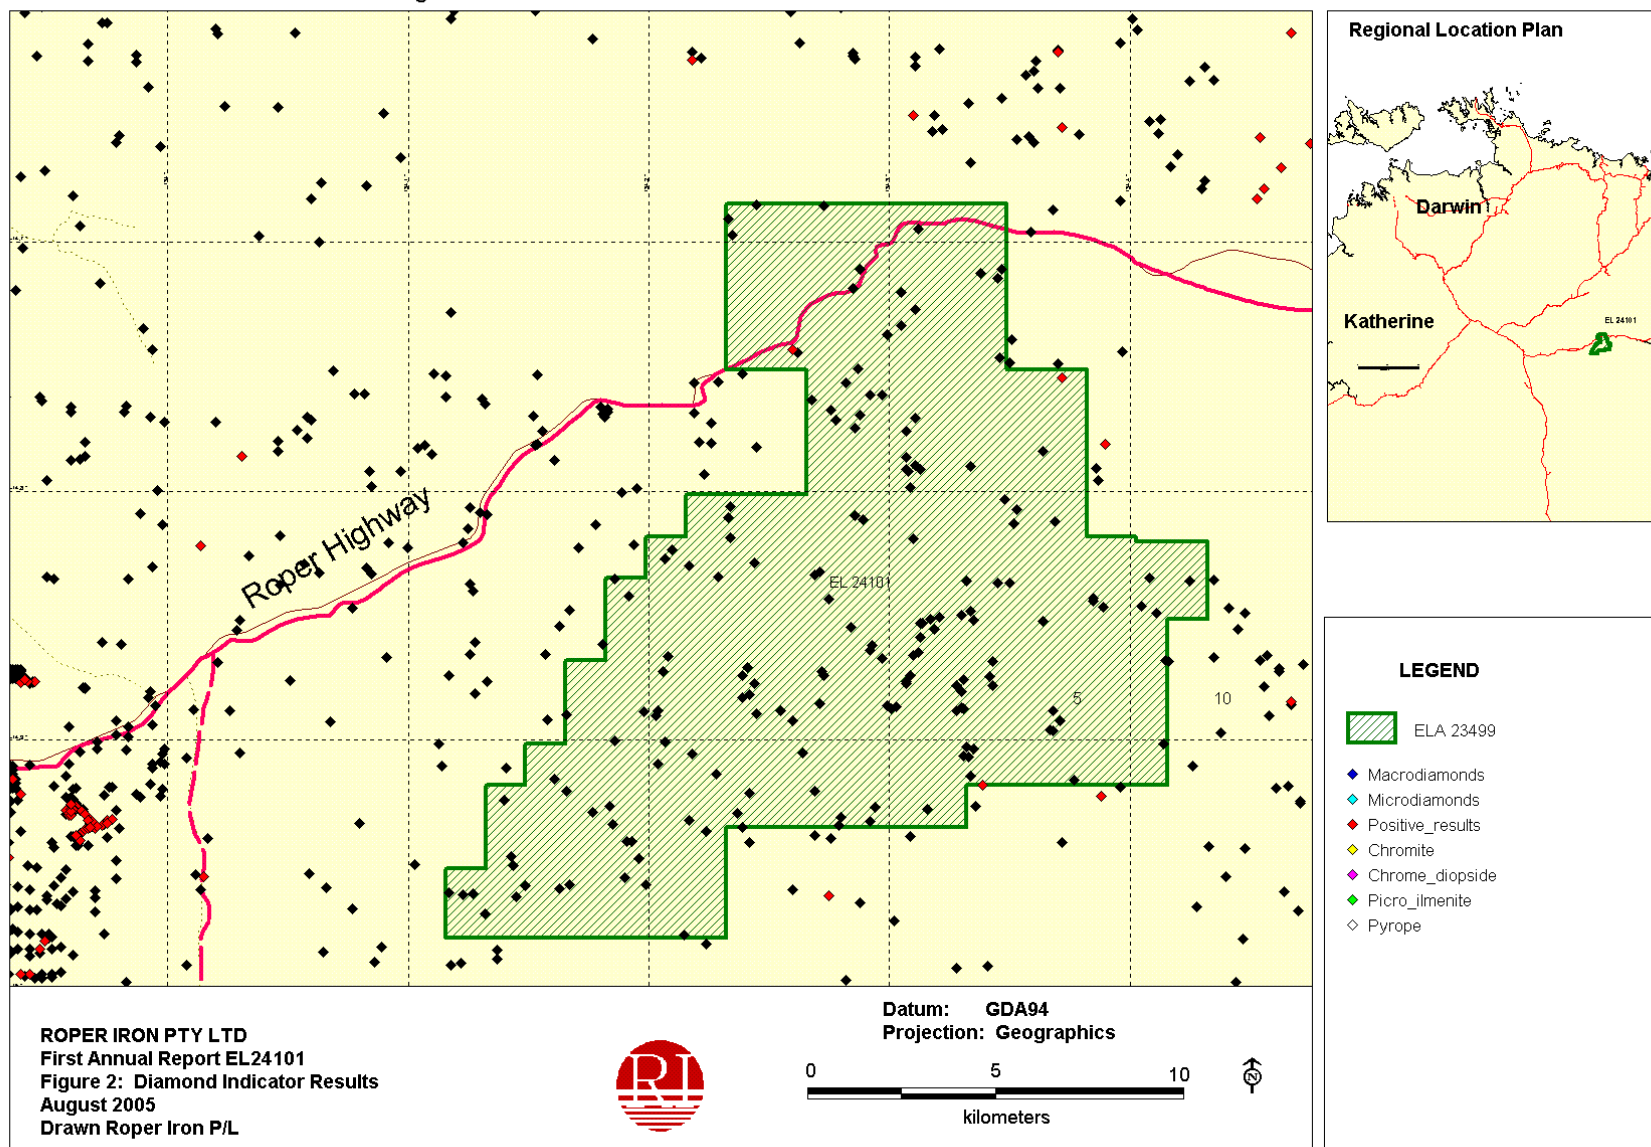 Regional Location Plan
Darwin
Katherine
EL 24101
Roper Highway
EL 24101
5
10
LEGEND
ELA 23499
Macrodiamonds
Microdiamonds
Positive_results
Chromite
Chrome_diopside
Picro_ilmenite
Pyrope
ROPER IRON PTY LTD
First Annual Report EL24101
Figure 2: Diamond Indicator Results
August 2005
Drawn Roper Iron P/L
RI
Datum: GDA94
Projection: Geographics
0 5 10
kilometers
N